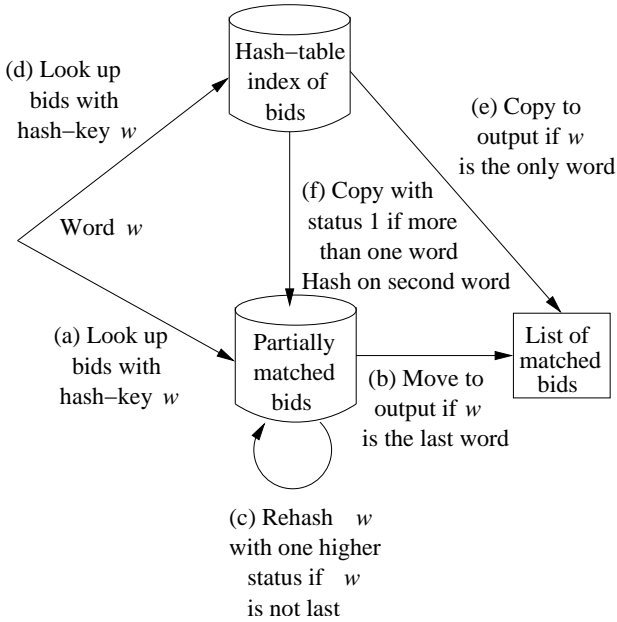 Hash−table
index of
bids
(d) Look up
bids with
hash−key w
(e) Copy to
output if w
is the only word
(f) Copy with
status 1 if more
than one word
Hash on second word
Word w
(a) Look up
bids with
hash−key w
Partially
matched
bids
List of
matched
bids
(b) Move to
output if w
is the last word
(c) Rehash w
with one higher
status if w
is not last